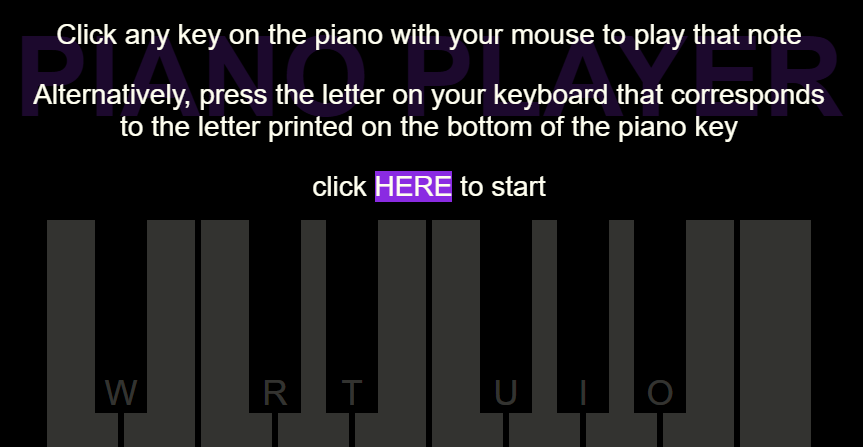 PIANO PLAYER
Click any key on the piano with your mouse to play that note
Alternatively, press the letter on your keyboard that corresponds
to the letter printed on the bottom of the piano key
click HERE to start
W R T U I O